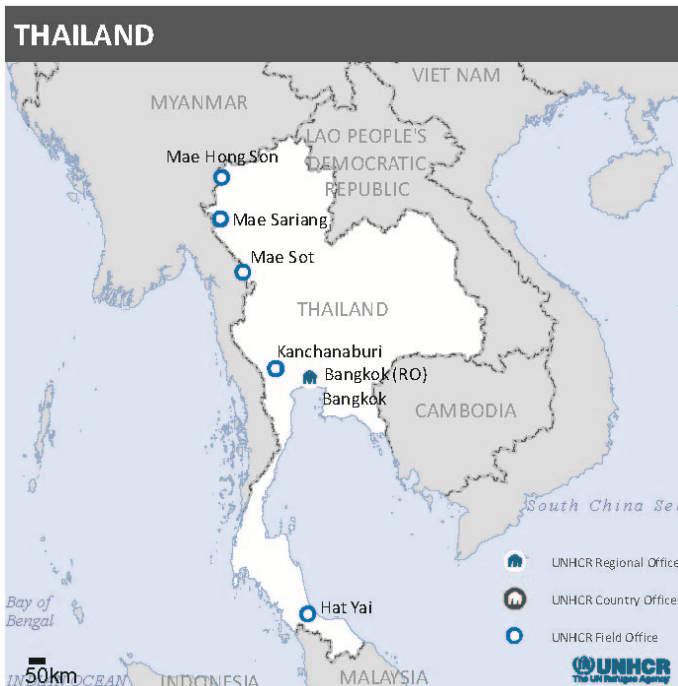 THAILAND
VIET NAM
MYANMAR
LAO PEOPLE'S
DEMOCRATIC
REPUBLIC
Mae Hong Son
Mae Sariang
Mae Sot
THAILAND
Kanchanaburi
Bangkok (RO)
Bangkok
CAMBODIA
South China Se
UNHCR Regional Office
UNHCR Country Office
Bay of
Bengal
Hat Yai
UNHCR Field Office
50km
INDIAN OCEAN
INDONESIA
MALAYSIA
UNHCR
The UN Refugee Agency